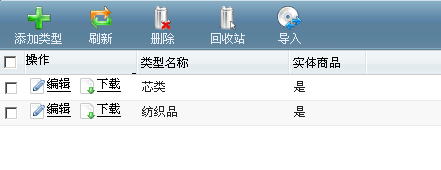 添加类型 刷新 删除 回收站 导入
操作 类型名称 实体商品
编辑 下载 芯类 是
编辑 下载 纺织品 是